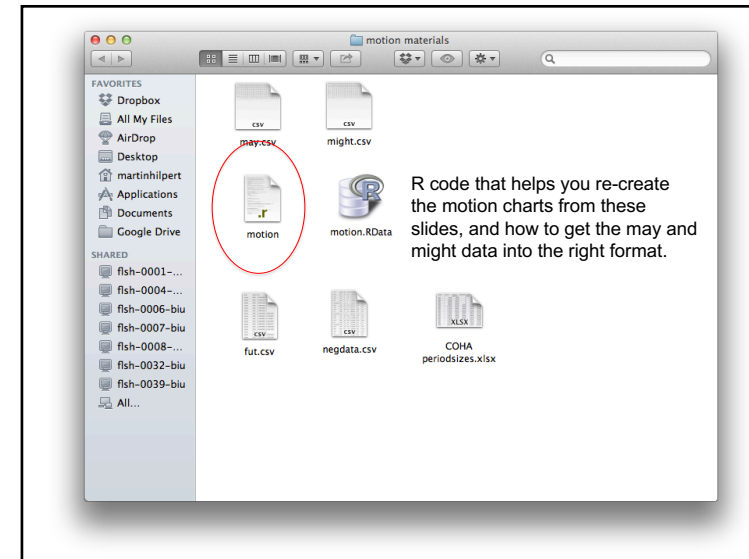 motion materials
FAVORITES
Dropbox
All My Files
AirDrop
Desktop
martinhilpert
Applications
Documents
Google Drive
SHARED
flsh-0001-...
flsh-0004-...
flsh-0006-biu
flsh-0007-biu
flsh-0008-...
flsh-0032-biu
flsh-0039-biu
All...
CSV
CSV
may.csv
might.csv
.r
R
motion
motion.RData
R code that helps you re-create
the motion charts from these
slides, and how to get the may and
might data into the right format.
CSV
CSV
XLSX
fut.csv
negdata.csv
COHA
periodsizes.xlsx